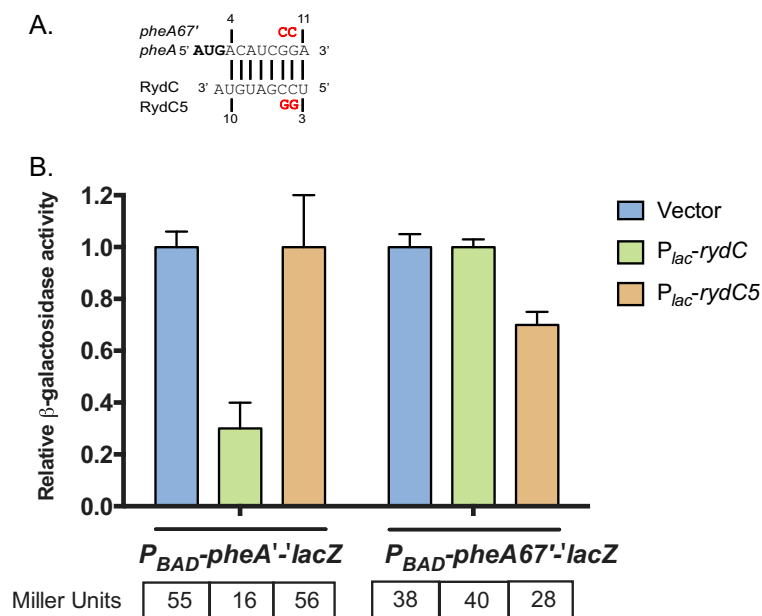 A.
4 11
pheA67' CC
pheA 5' AUGACAUCGGA 3'
RydC 3' AUGUAGCCU 5'
RydC5 GG
10 3
B.
Relative β-galactosidase activity
1.2
1.0
0.8
0.6
0.4
0.2
0.0
Vector
Plac-rydC
Plac-rydC5
PBAD-pheA'-'lacZ PBAD-pheA67'-'lacZ
Miller Units 55 16 56 38 40 28